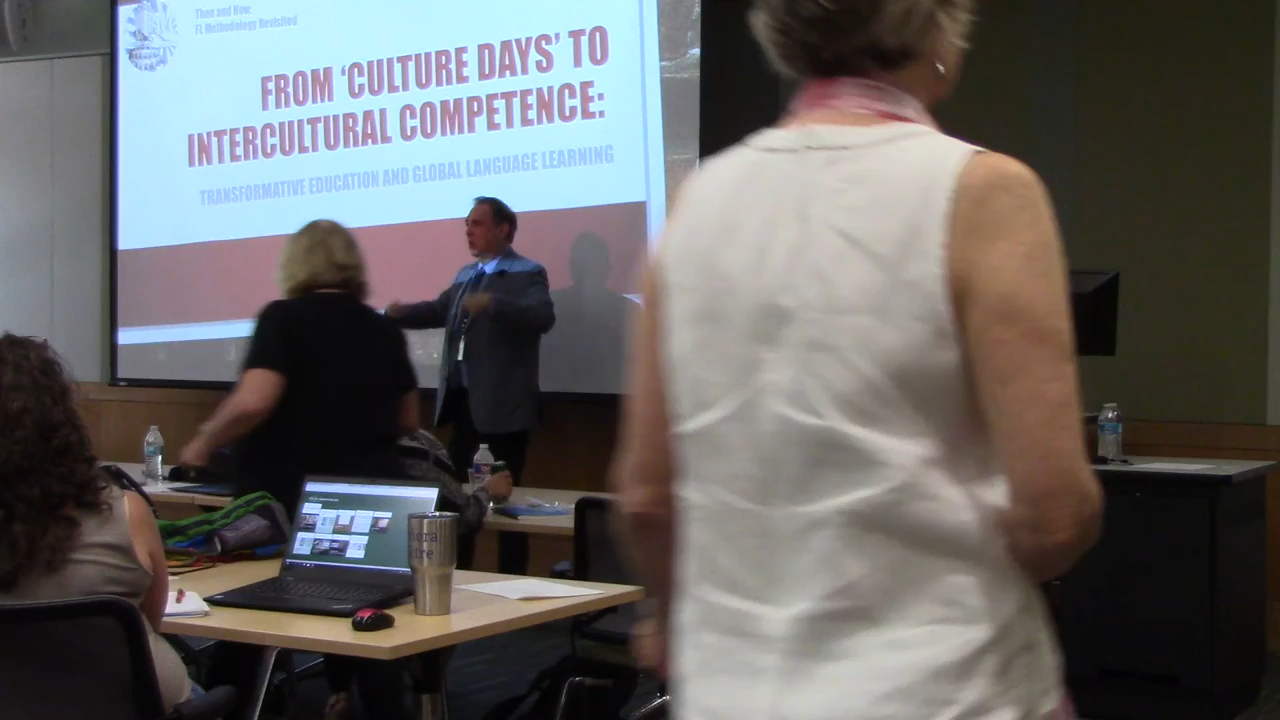 Then and Now:
FL Methodology Revisited
FROM ‘CULTURE DAYS’ TO
INTERCULTURAL COMPETENCE:
TRANSFORMATIVE EDUCATION AND GLOBAL LANGUAGE LEARNING